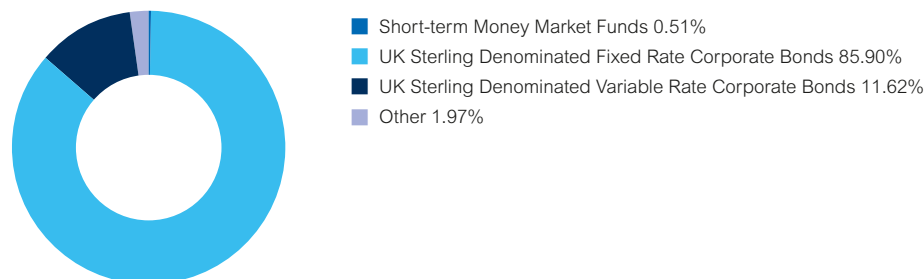 Short-term Money Market Funds 0.51%
UK Sterling Denominated Fixed Rate Corporate Bonds 85.90%
UK Sterling Denominated Variable Rate Corporate Bonds 11.62%
Other 1.97%